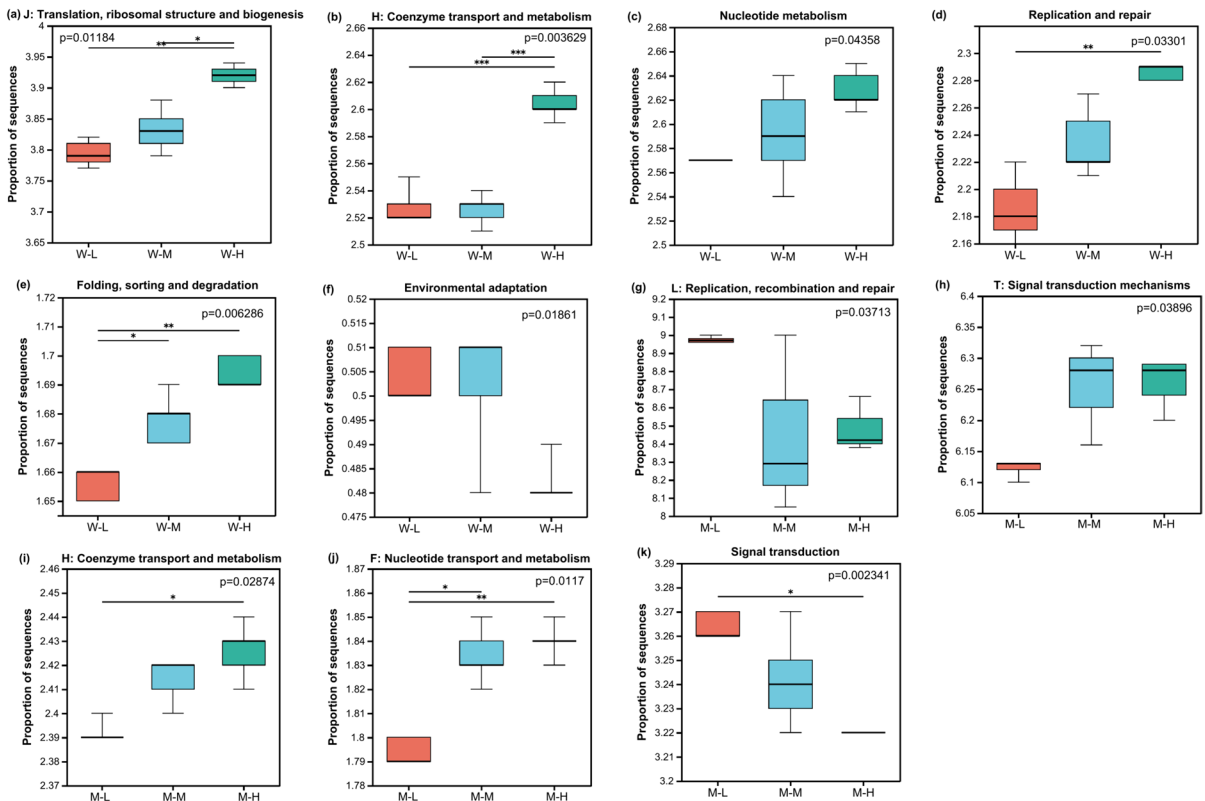 (a) J: Translation, ribosomal structure and biogenesis
p=0.01184
**
*
Proportion of sequences
4
3.95
3.9
3.85
3.8
3.75
3.7
3.65
W-L W-M W-H
(b) H: Coenzyme transport and metabolism
p=0.003629
***
***
Proportion of sequences
2.66
2.64
2.62
2.6
2.58
2.56
2.54
2.52
2.5
W-L W-M W-H
(c) Nucleotide metabolism
p=0.04358
Proportion of sequences
2.68
2.66
2.64
2.62
2.6
2.58
2.56
2.54
2.52
2.5
W-L W-M W-H
(d) Replication and repair
p=0.03301
**
Proportion of sequences
2.3
2.28
2.26
2.24
2.22
2.2
2.18
2.16
W-L W-M W-H
(e) Folding, sorting and degradation
p=0.006286
**
*
Proportion of sequences
1.72
1.71
1.7
1.69
1.68
1.67
1.66
1.65
W-L W-M W-H
(f) Environmental adaptation
p=0.01861
Proportion of sequences
0.52
0.515
0.51
0.505
0.5
0.495
0.49
0.485
0.48
0.475
W-L W-M W-H
(g) L: Replication, recombination and repair
p=0.03713
Proportion of sequences
9.2
9.1
9
8.9
8.8
8.7
8.6
8.5
8.4
8.3
8.2
8.1
8
M-L M-M M-H
(h) T: Signal transduction mechanisms
p=0.03896
Proportion of sequences
6.4
6.35
6.3
6.25
6.2
6.15
6.1
6.05
M-L M-M M-H
(i) H: Coenzyme transport and metabolism
p=0.02874
*
Proportion of sequences
2.46
2.45
2.44
2.43
2.42
2.41
2.4
2.39
2.38
2.37
M-L M-M M-H
(j) F: Nucleotide transport and metabolism
p=0.0117
*
**
Proportion of sequences
1.87
1.86
1.85
1.84
1.83
1.82
1.81
1.8
1.79
1.78
M-L M-M M-H
(k) Signal transduction
p=0.002341
*
Proportion of sequences
3.29
3.28
3.27
3.26
3.25
3.24
3.23
3.22
3.21
3.2
M-L M-M M-H